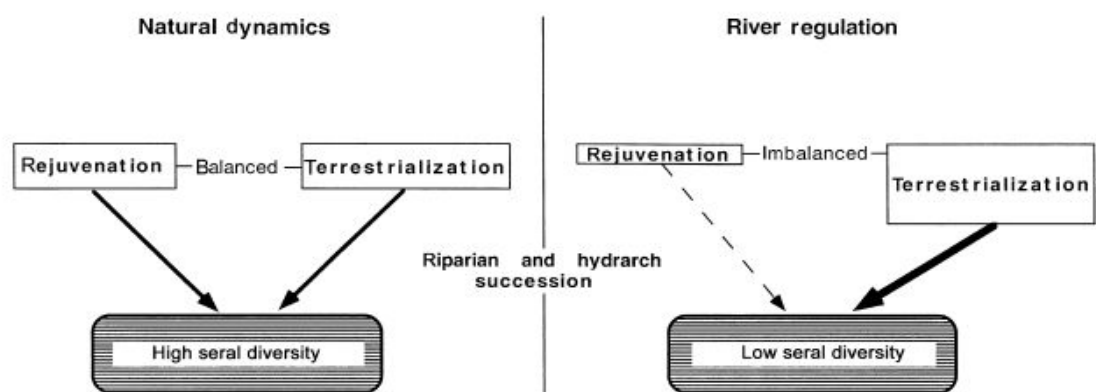 Natural dynamics
River regulation
Rejuvenation
Balanced
Terrestrialization
Rejuvenation
Imbalanced
Terrestrialization
Riparian and hydrarch
succession
High seral diversity
Low seral diversity